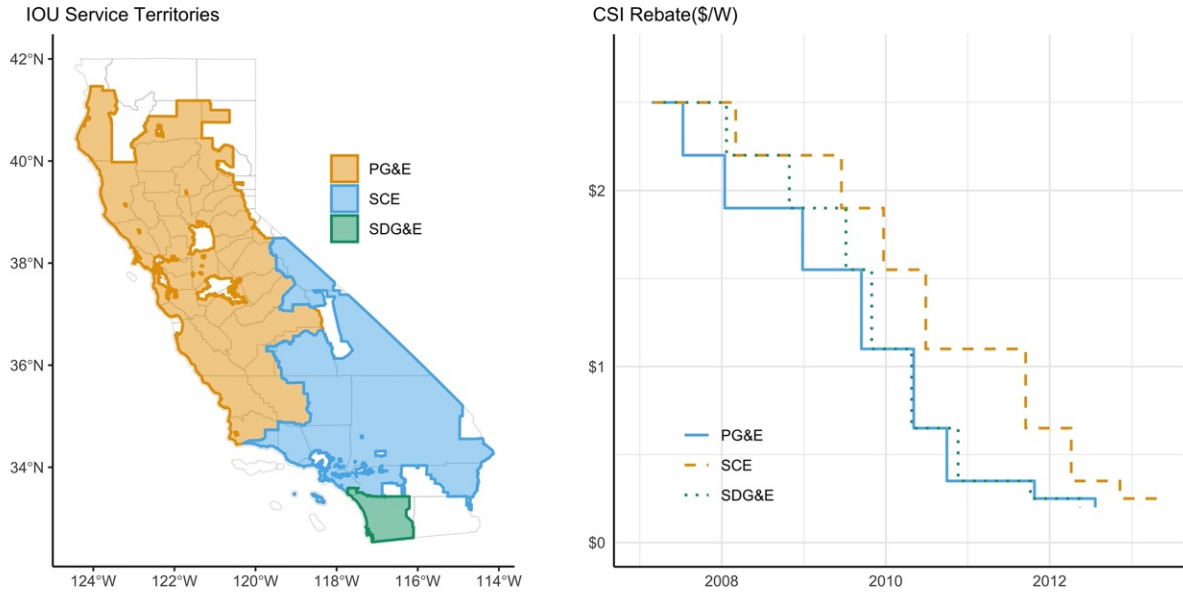 IOU Service Territories
42°N
40°N
38°N
36°N
34°N
124°W 122°W 120°W 118°W 116°W 114°W
PG&E
SCE
SDG&E
CSI Rebate($/W)
$2
$1
$0
2008 2010 2012
PG&E
SCE
SDG&E